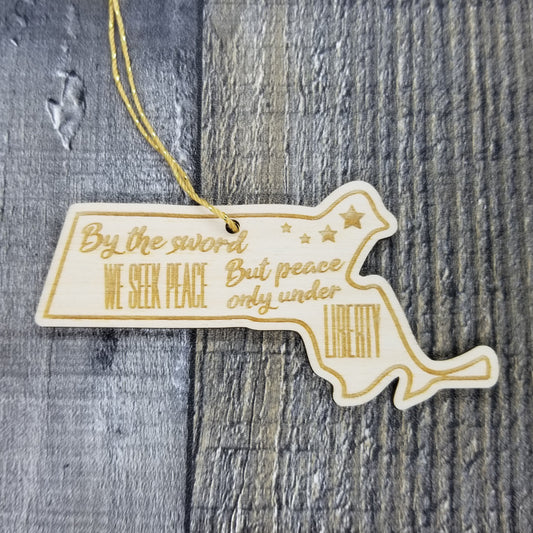 By the sword
WE SEEK PEACE
But peace
only under
LIBERTY